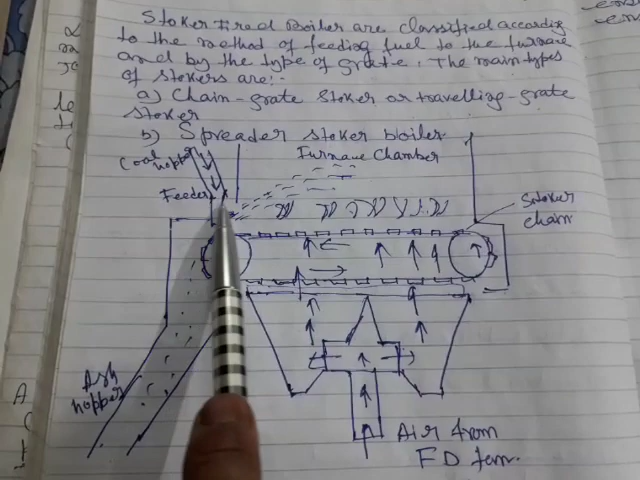 Stoker fired Boiler are classified according
to the method of feeding fuel to the furnace
and by the type of grate. The main types
of stokers are:-
a) Chain-grate Stoker or travelling-grate
stoker
b) Spreader stoker boiler
Coal hopper
Furnace Chamber
Feeder
Stoker
chain
Ash
hopper
Air from
FD fan.